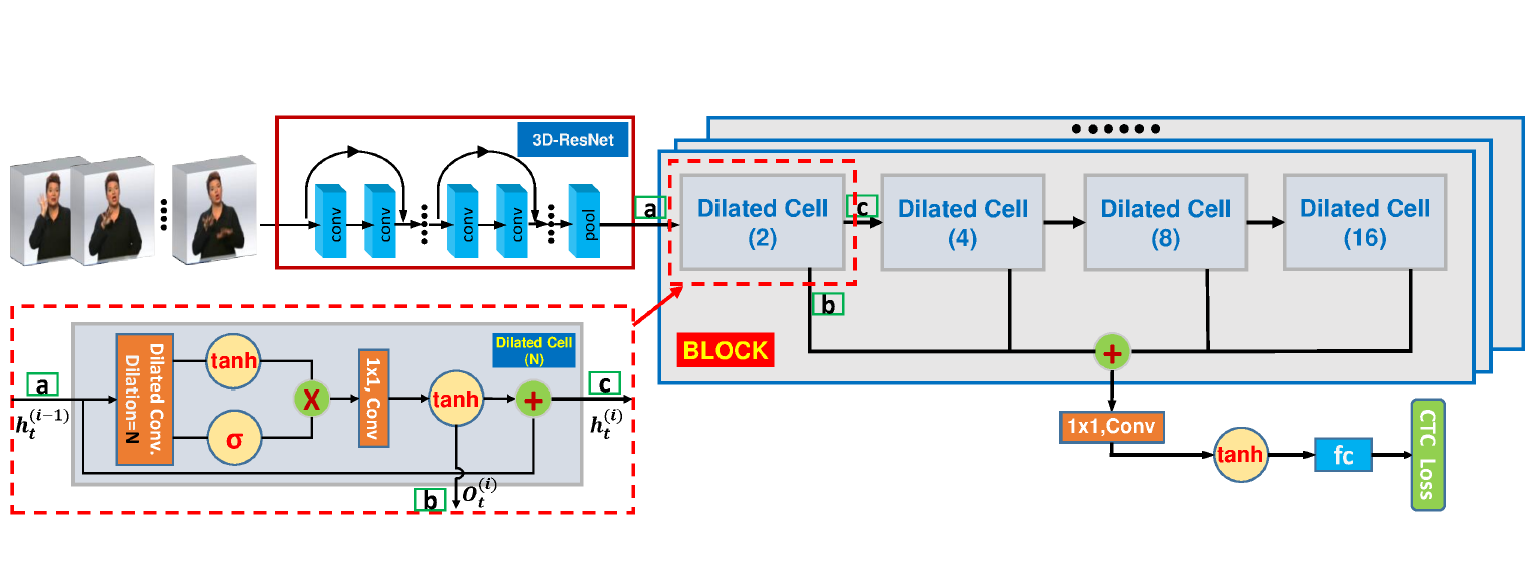 3D-ResNet
conv
conv
conv
conv
pool
a
Dilated Cell
(2)
c
Dilated Cell
(4)
Dilated Cell
(8)
Dilated Cell
(16)
b
BLOCK
+
1x1,Conv
tanh
fc
CTC Loss
Dilated Cell
(N)
a
h_t^{(i-1)}
Dilated Conv.
Dilation=N
tanh
σ
X
1x1, Conv
tanh
+
c
h_t^{(i)}
b
O_t^{(i)}